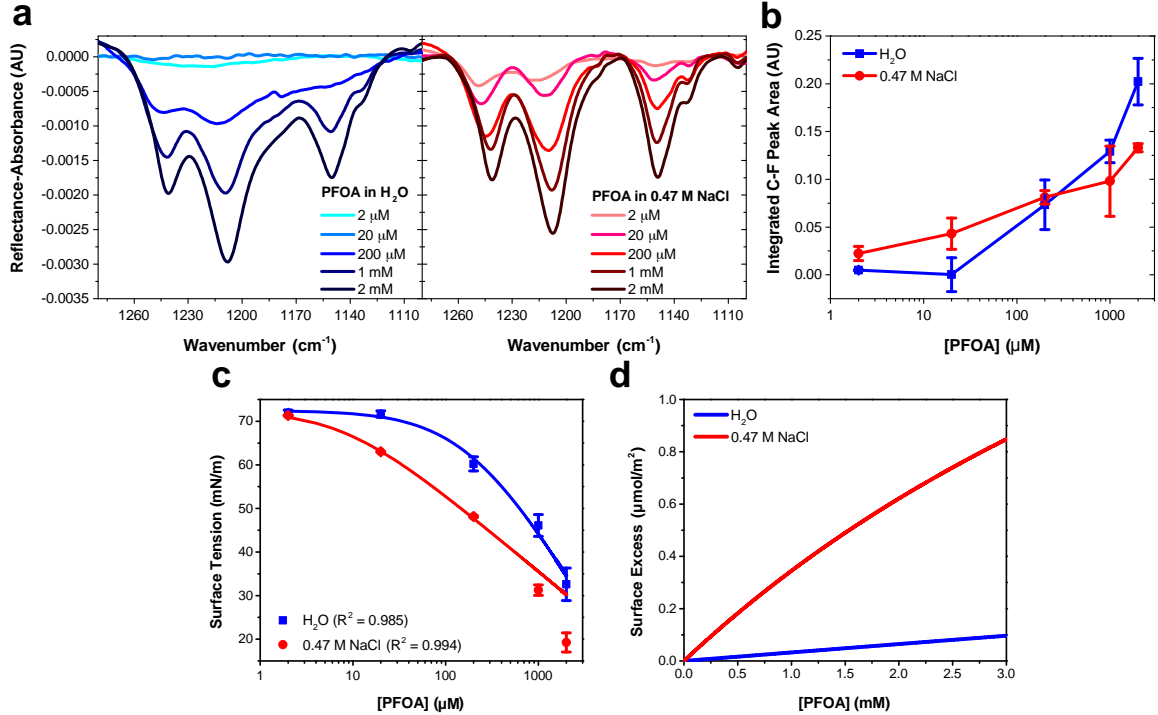 a
Reflectance-Absorbance (AU)
0.0000
-0.0005
-0.0010
-0.0015
-0.0020
-0.0025
-0.0030
-0.0035
PFOA in H₂O
2 μM
20 μM
200 μM
1 mM
2 mM
1260 1230 1200 1170 1140 1110
Wavenumber (cm⁻¹)
PFOA in 0.47 M NaCl
2 μM
20 μM
200 μM
1 mM
2 mM
1260 1230 1200 1170 1140 1110
Wavenumber (cm⁻¹)
b
Integrated C-F Peak Area (AU)
0.25
0.20
0.15
0.10
0.05
0.00
H₂O
0.47 M NaCl
1 10 100 1000
[PFOA] (μM)
c
Surface Tension (mN/m)
70
60
50
40
30
20
H₂O (R² = 0.985)
0.47 M NaCl (R² = 0.994)
1 10 100 1000
[PFOA] (μM)
d
Surface Excess (μmol/m²)
1.0
0.8
0.6
0.4
0.2
0.0
H₂O
0.47 M NaCl
0.0 0.5 1.0 1.5 2.0 2.5 3.0
[PFOA] (mM)